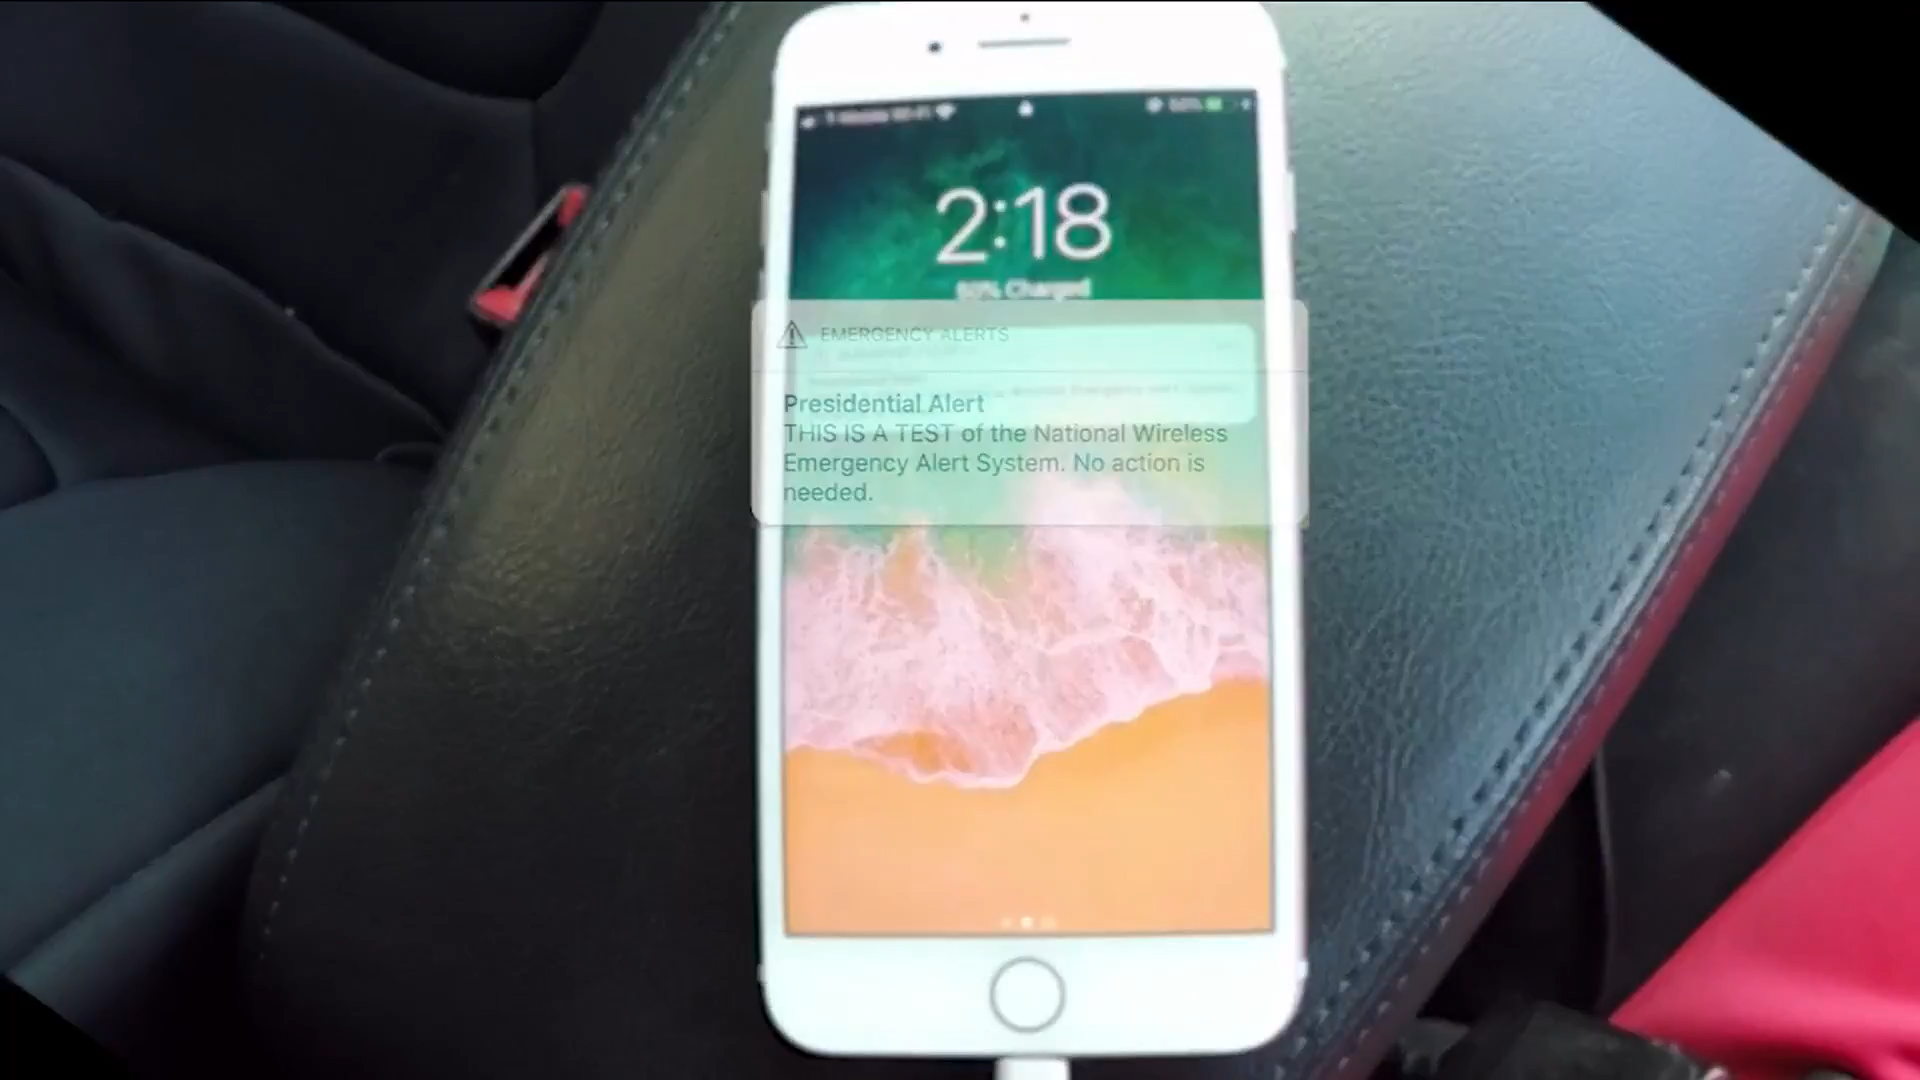 2:18
Charged
EMERGENCY ALERTS
Presidential Alert
THIS IS A TEST of the National Wireless
Emergency Alert System. No action is
needed.